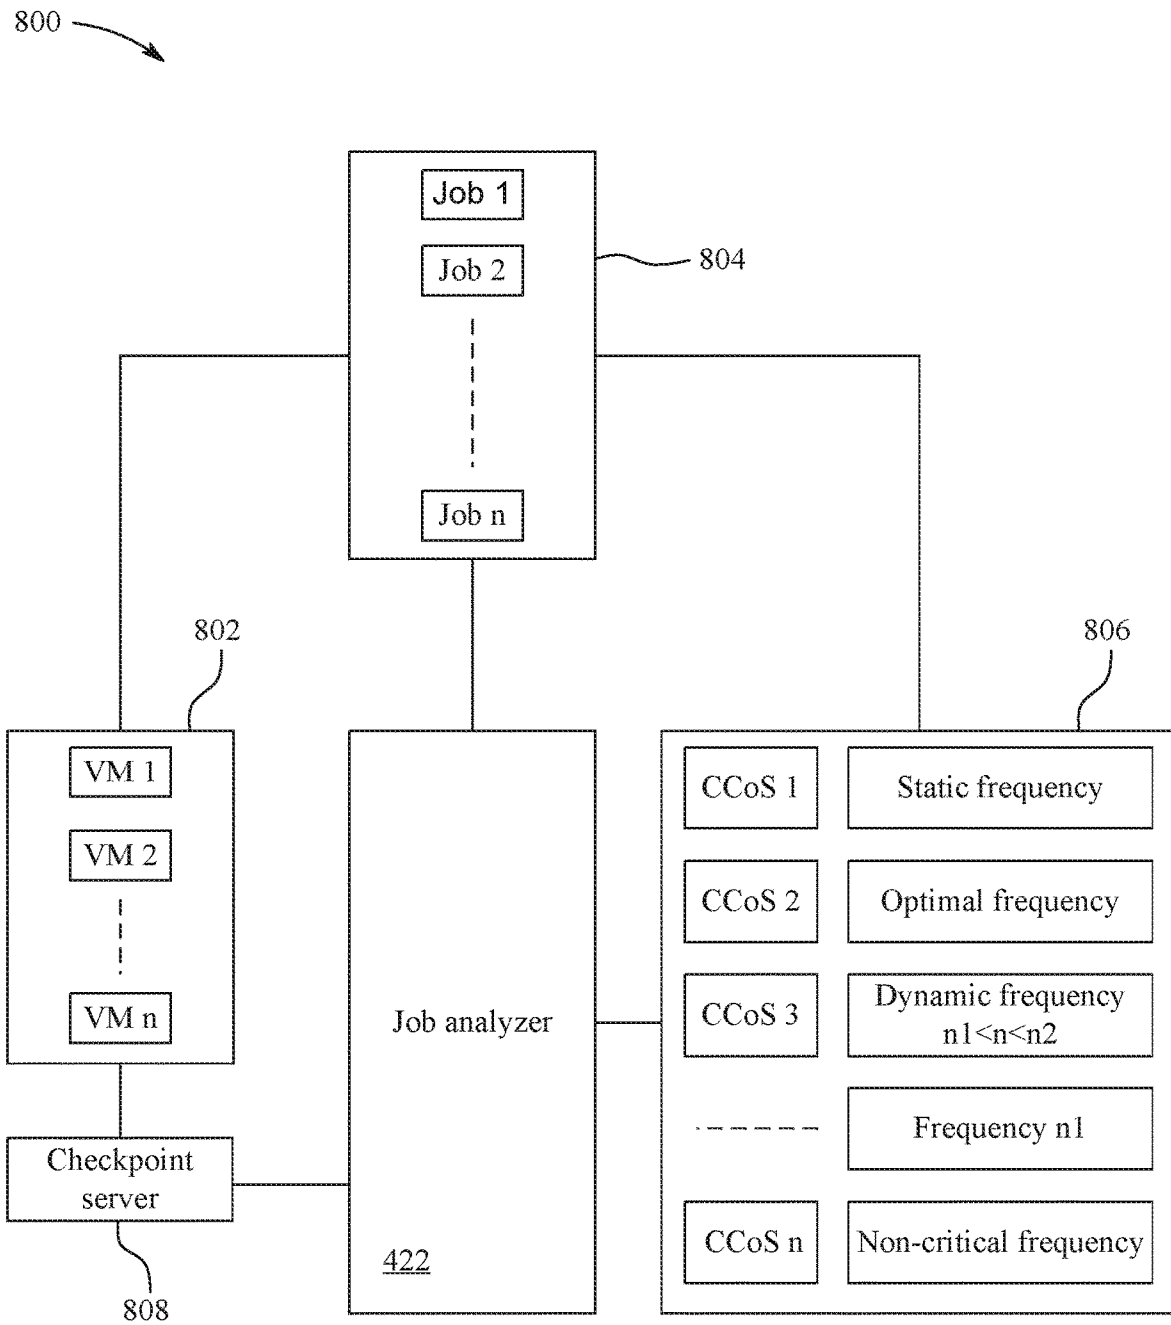 800
Job 1
Job 2
804
Job n
802
806
VM 1
VM 2
VM n
Checkpoint
server
808
Job analyzer
422
CCoS 1
Static frequency
CCoS 2
Optimal frequency
CCoS 3
Dynamic frequency
n1<n<n2
Frequency n1
CCoS n
Non-critical frequency